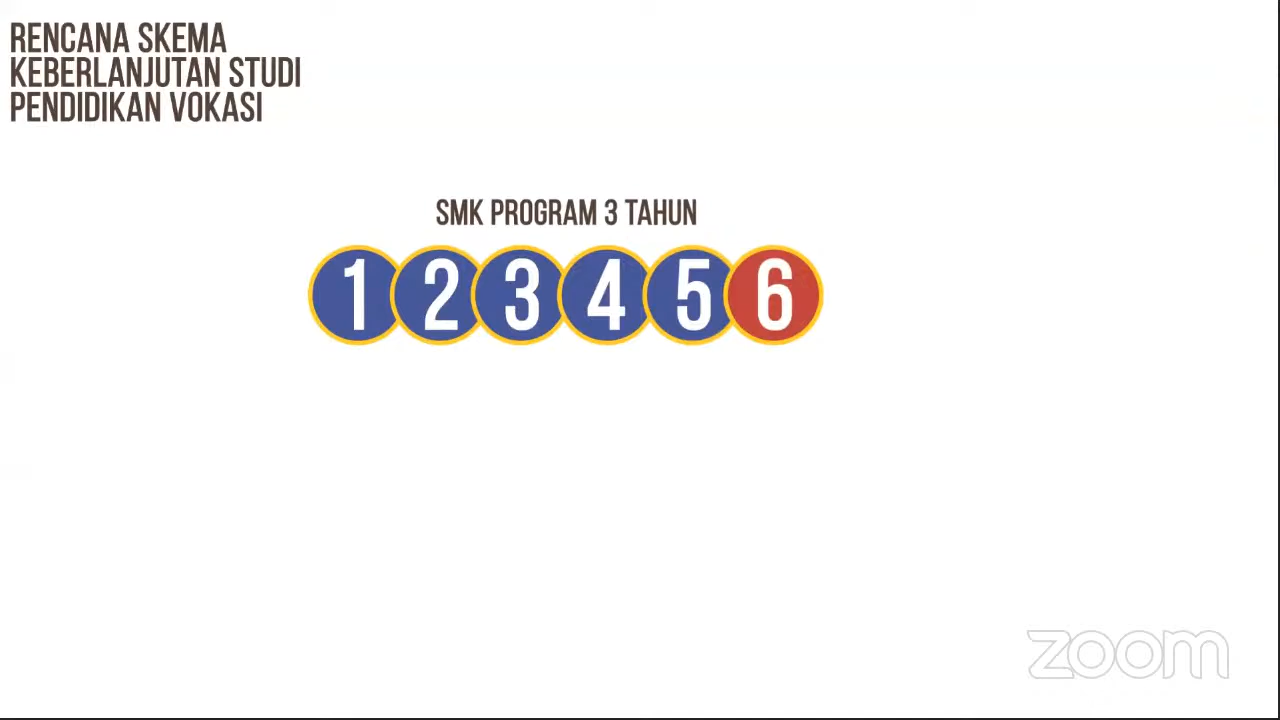 RENCANA SKEMA
KEBERLANJUTAN STUDI
PENDIDIKAN VOKASI
SMK PROGRAM 3 TAHUN
1 2 3 4 5 6
zoom